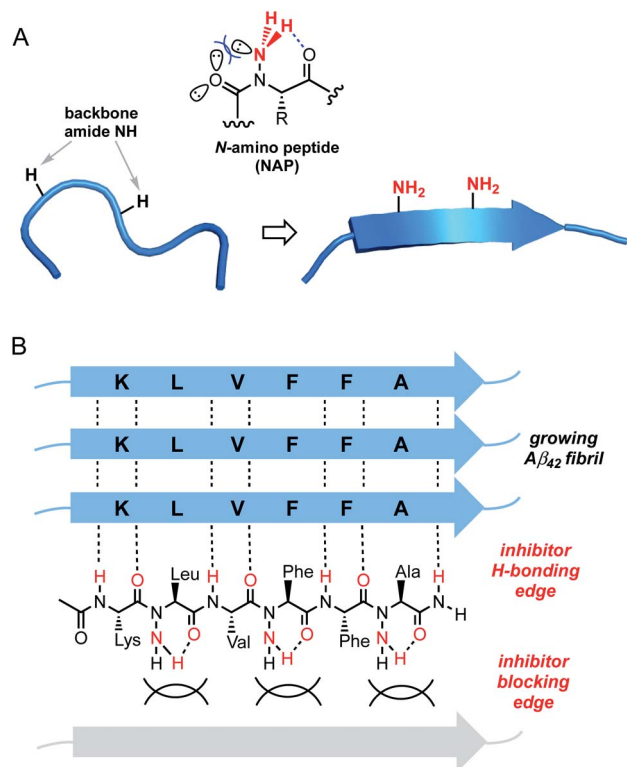 A
H
H
N
O
O
N
R
N-amino peptide
(NAP)
backbone
amide NH
H
H
NH2
NH2
B
K L V F F A
K L V F F A
growing
Aβ42 fibril
K L V F F A
inhibitor
H-bonding
edge
H O Leu H O Phe H O Ala H
N N N N N N N H
O Lys N O Val N O Phe N O
H H H H H H
inhibitor
blocking
edge